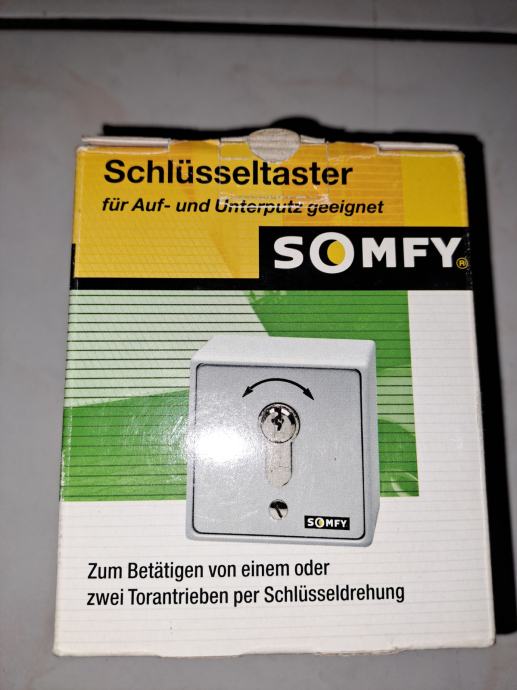 Schlüsseltaster
für Auf- und Unterputz geeignet
SOMFY®
SOMFY
Zum Betätigen von einem oder
zwei Torantrieben per Schlüsseldrehung